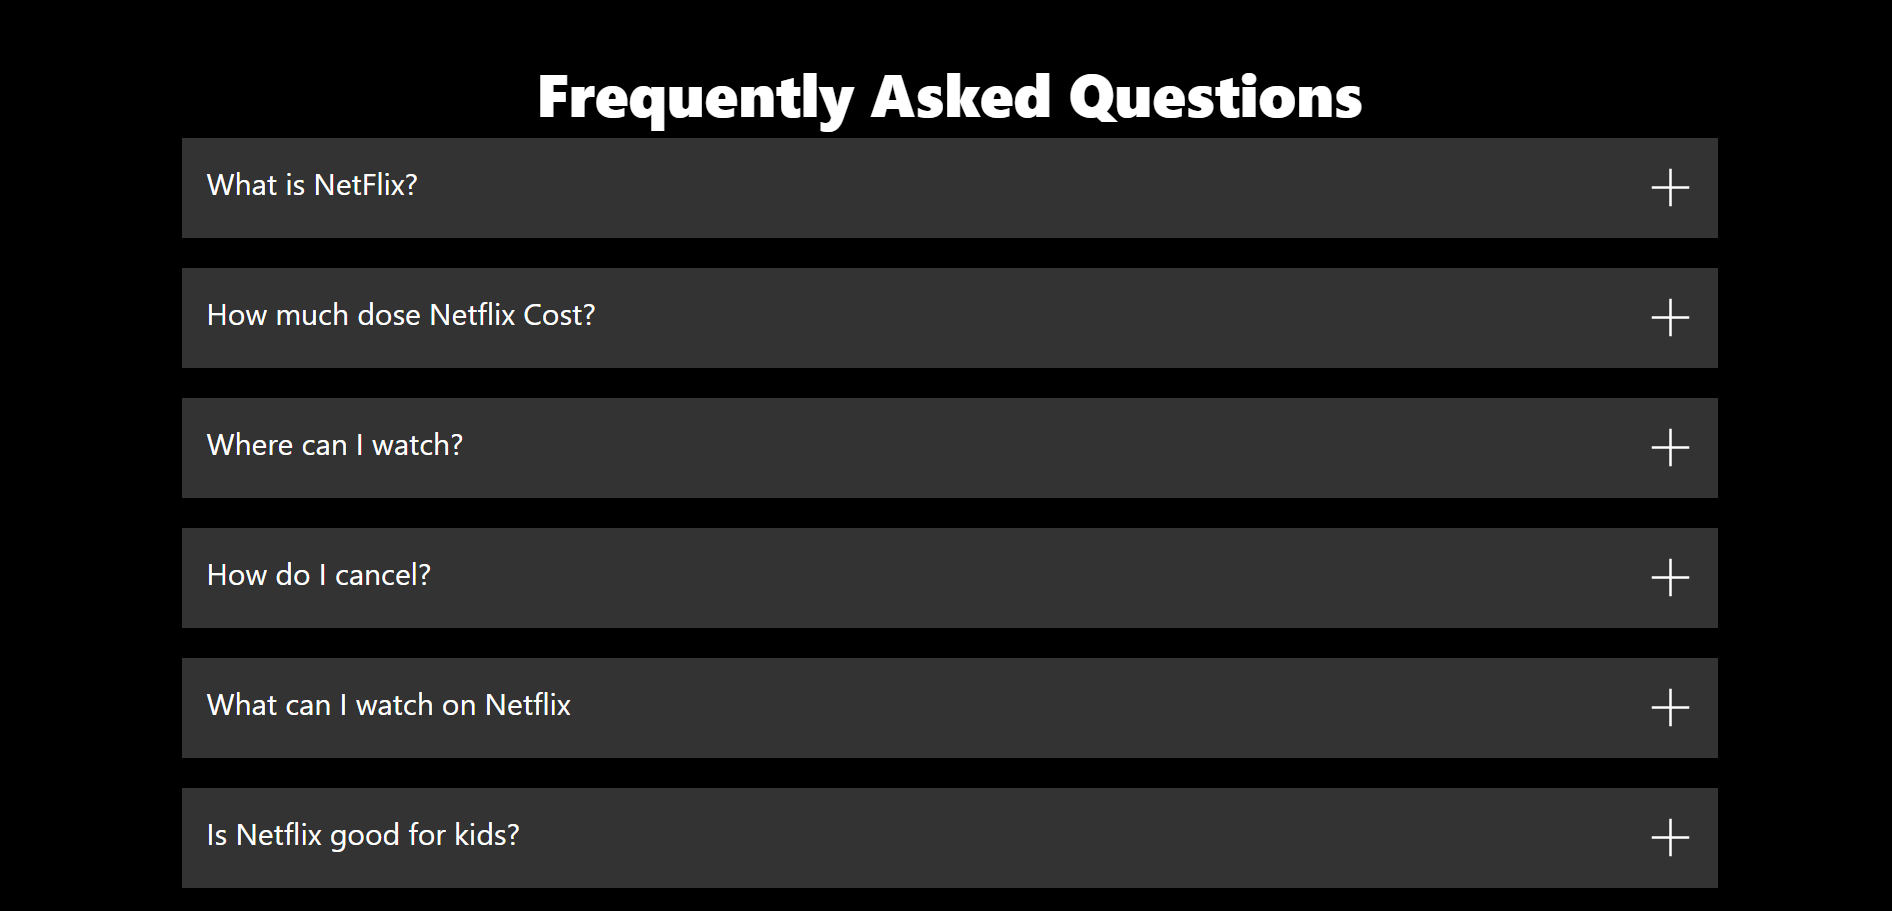 Frequently Asked Questions
What is NetFlix?
How much dose Netflix Cost?
Where can I watch?
How do I cancel?
What can I watch on Netflix
Is Netflix good for kids?